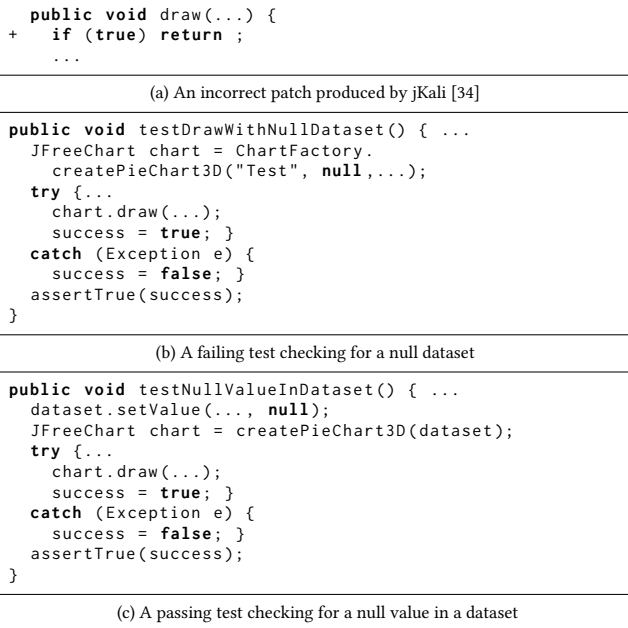 public void draw(...) {
+   if (true) return ;
    ...
(a) An incorrect patch produced by jKali [34]
public void testDrawWithNullDataset() { ...
  JFreeChart chart = ChartFactory.
    createPieChart3D("Test", null,...);
  try {...
    chart.draw(...);
    success = true; }
  catch (Exception e) {
    success = false; }
  assertTrue(success);
}
(b) A failing test checking for a null dataset
public void testNullValueInDataset() { ...
  dataset.setValue(..., null);
  JFreeChart chart = createPieChart3D(dataset);
  try {...
    chart.draw(...);
    success = true; }
  catch (Exception e) {
    success = false; }
  assertTrue(success);
}
(c) A passing test checking for a null value in a dataset